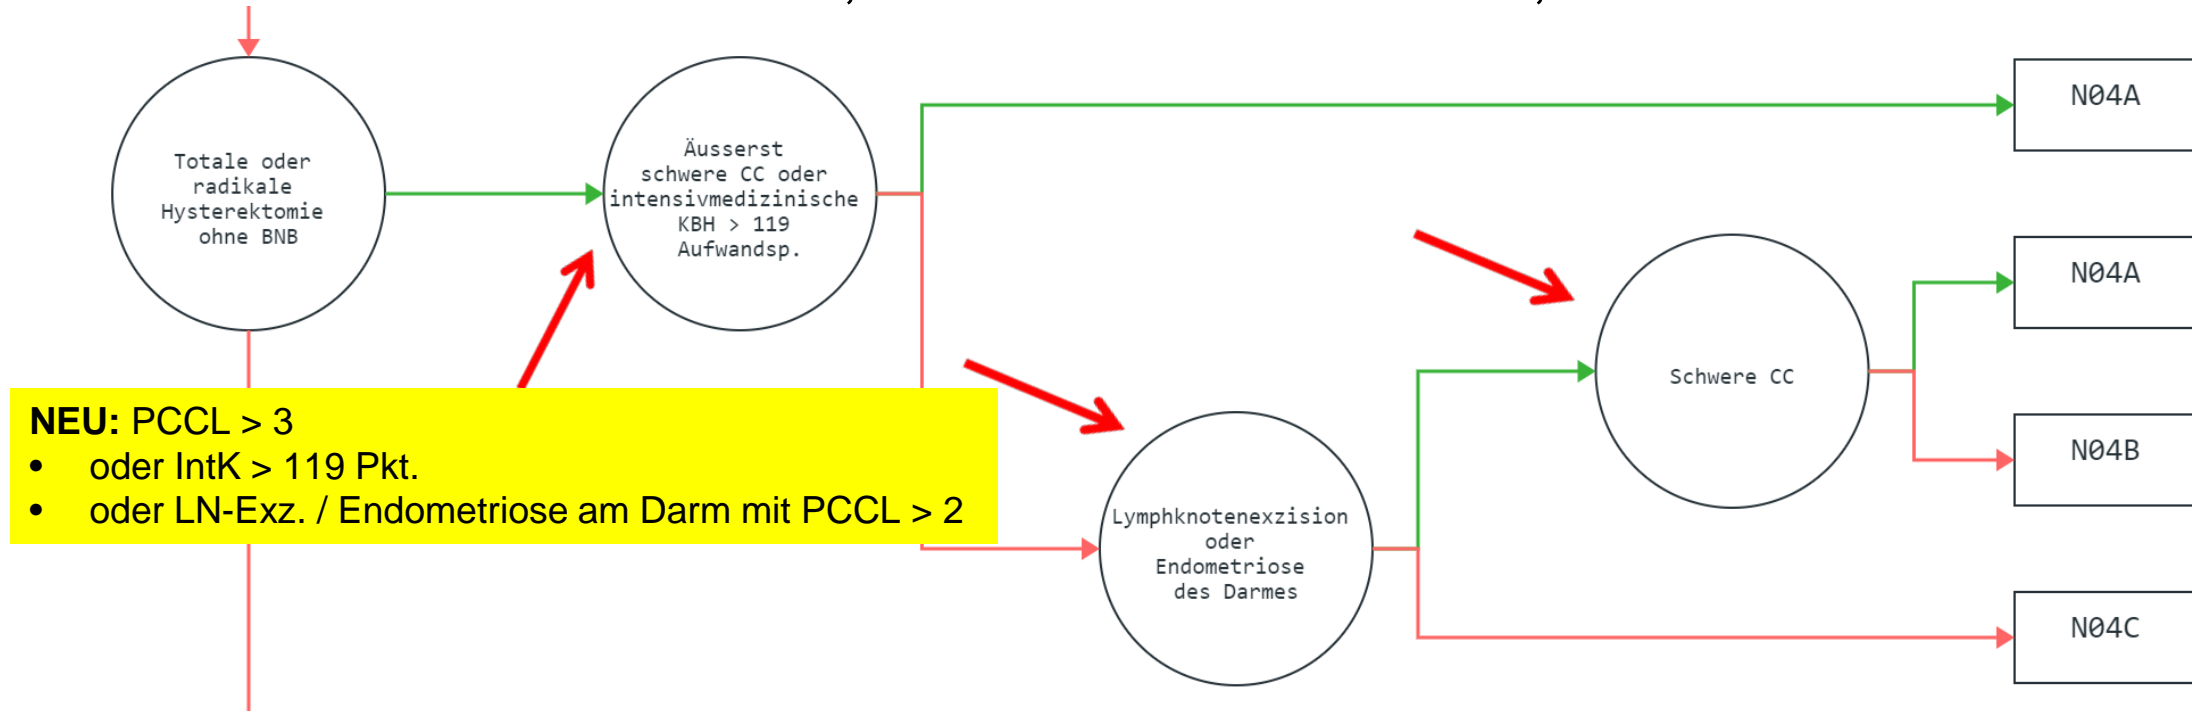 Totale oder
radikale
Hysterektomie
ohne BNB
Äusserst
schwere CC oder
intensivmedizinische
KBH > 119
Aufwandsp.
N04A
N04A
Schwere CC
N04B
NEU: PCCL > 3
• oder IntK > 119 Pkt.
• oder LN-Exz. / Endometriose am Darm mit PCCL > 2
Lymphknotenexzision
oder
Endometriose
des Darmes
N04C